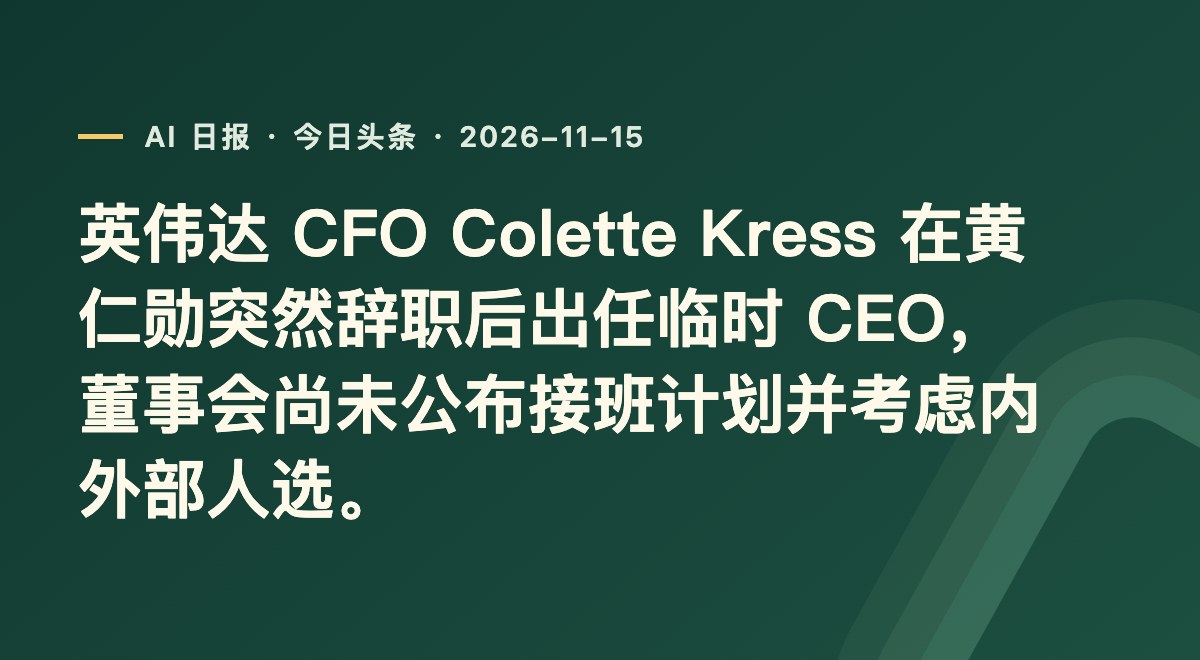 AI 日报 · 今日头条 · 2026–11–15
英伟达 CFO Colette Kress 在黄
仁勋突然辞职后出任临时 CEO，
董事会尚未公布接班计划并考虑内
外部人选。